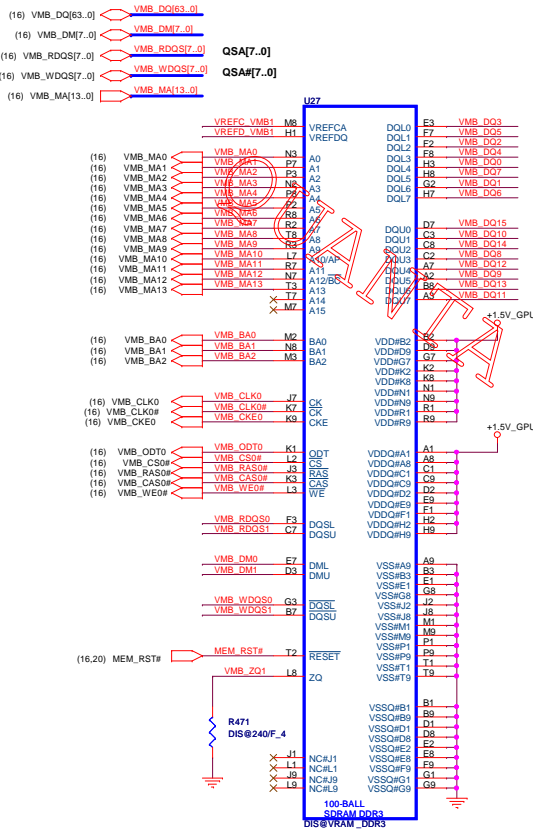 (16) VMB_DQ[63..0] VMB_DQ[63..0]
(16) VMB_DM[7..0] VMB_DM[7..0]
(16) VMB_RDQS[7..0] VMB_RDQS[7..0] QSA[7..0]
(16) VMB_WDQS[7..0] VMB_WDQS[7..0] QSA#[7..0]
(16) VMB_MA[13..0] VMB_MA[13..0]
U27
VREFC_VMB1 M8 VREFCA
VREFD_VMB1 H1 VREFDQ
(16) VMB_MA0 VMB_MA0 N3 A0
(16) VMB_MA1 VMB_MA1 P7 A1
(16) VMB_MA2 VMB_MA2 P3 A2
(16) VMB_MA3 VMB_MA3 N2 A3
(16) VMB_MA4 VMB_MA4 P8 A4
(16) VMB_MA5 VMB_MA5 P2 A5
(16) VMB_MA6 VMB_MA6 R8 A6
(16) VMB_MA7 VMB_MA7 R2 A7
(16) VMB_MA8 VMB_MA8 T8 A8
(16) VMB_MA9 VMB_MA9 R3 A9
(16) VMB_MA10 VMB_MA10 L7 A10/AP
(16) VMB_MA11 VMB_MA11 R7 A11
(16) VMB_MA12 VMB_MA12 N7 A12/BC
(16) VMB_MA13 VMB_MA13 T3 A13
T7 A14
M7 A15
(16) VMB_BA0 VMB_BA0 M2 BA0
(16) VMB_BA1 VMB_BA1 N8 BA1
(16) VMB_BA2 VMB_BA2 M3 BA2
(16) VMB_CLK0 VMB_CLK0 J7 CK
(16) VMB_CLK0# VMB_CLK0# K7 CK
(16) VMB_CKE0 VMB_CKE0 K9 CKE
(16) VMB_ODT0 VMB_ODT0 K1 ODT
(16) VMB_CS0# VMB_CS0# L2 CS
(16) VMB_RAS0# VMB_RAS0# J3 RAS
(16) VMB_CAS0# VMB_CAS0# K3 CAS
(16) VMB_WE0# VMB_WE0# L3 WE
VMB_RDQS0 F3 DQSL
VMB_RDQS1 C7 DQSU
VMB_DM0 E7 DML
VMB_DM1 D3 DMU
VMB_WDQS0 G3 DQSL
VMB_WDQS1 B7 DQSU
(16,20) MEM_RST# MEM_RST# T2 RESET
VMB_ZQ1 L8 ZQ
R471
DIS@240/F_4
J1 NC#J1
L1 NC#L1
J9 NC#J9
L9 NC#L9
DQL0 E3 VMB_DQ3
DQL1 F7 VMB_DQ5
DQL2 F2 VMB_DQ2
DQL3 F8 VMB_DQ4
DQL4 H3 VMB_DQ0
DQL5 H8 VMB_DQ7
DQL6 G2 VMB_DQ1
DQL7 H7 VMB_DQ6
DQU0 D7 VMB_DQ15
DQU1 C3 VMB_DQ10
DQU2 C8 VMB_DQ14
DQU3 C2 VMB_DQ8
DQU4 A7 VMB_DQ12
DQU5 A2 VMB_DQ9
DQU6 B8 VMB_DQ13
DQU7 A3 VMB_DQ11
+1.5V_GPU
VDD#B2 B2
VDD#D9 D9
VDD#G7 G7
VDD#K2 K2
VDD#K8 K8
VDD#N1 N1
VDD#N9 N9
VDD#R1 R1
VDD#R9 R9
+1.5V_GPU
VDDQ#A1 A1
VDDQ#A8 A8
VDDQ#C1 C1
VDDQ#C9 C9
VDDQ#D2 D2
VDDQ#E9 E9
VDDQ#F1 F1
VDDQ#H2 H2
VDDQ#H9 H9
VSS#A9 A9
VSS#B3 B3
VSS#E1 E1
VSS#G8 G8
VSS#J2 J2
VSS#J8 J8
VSS#M1 M1
VSS#M9 M9
VSS#P1 P1
VSS#P9 P9
VSS#T1 T1
VSS#T9 T9
VSSQ#B1 B1
VSSQ#B9 B9
VSSQ#D1 D1
VSSQ#D8 D8
VSSQ#E2 E2
VSSQ#E8 E8
VSSQ#F9 F9
VSSQ#G1 G1
VSSQ#G9 G9
100-BALL
SDRAM DDR3
DIS@VRAM _DDR3